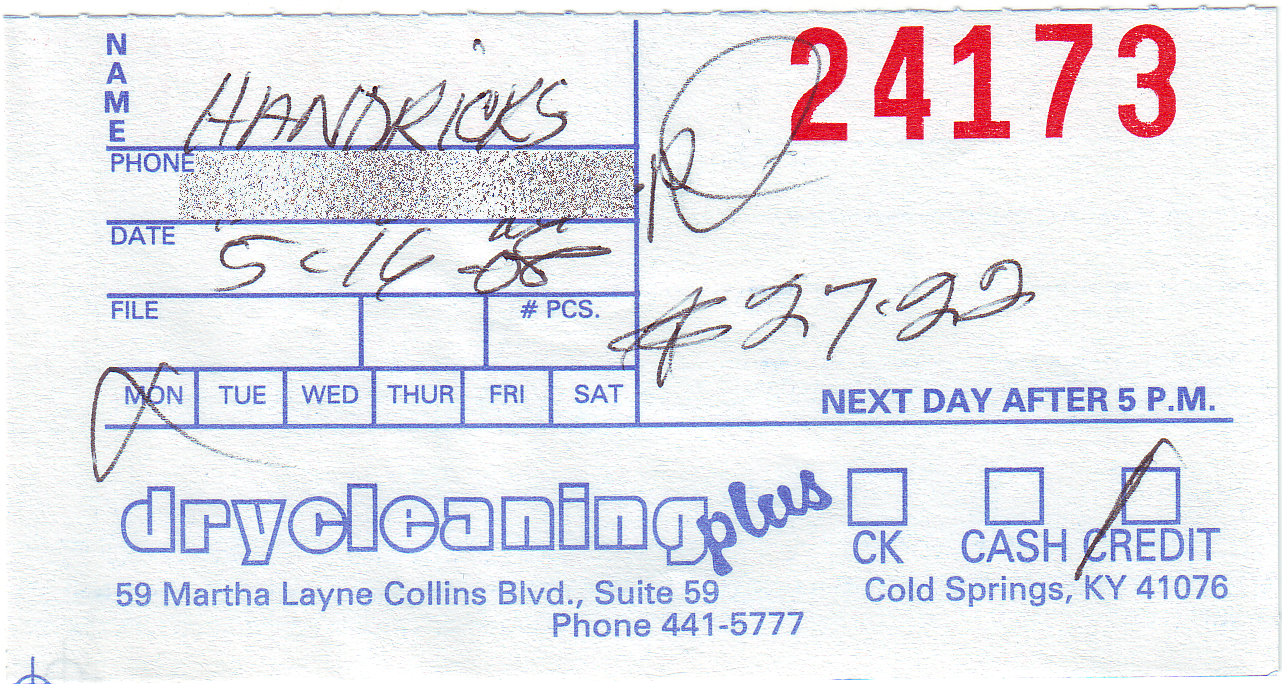 NAME HANDRICKS
24173
PHONE
DATE 5-16-08
FILE # PCS.
$27.22
MON TUE WED THUR FRI SAT
NEXT DAY AFTER 5 P.M.
drycleaning plus
CK CASH CREDIT
59 Martha Layne Collins Blvd., Suite 59
Cold Springs, KY 41076
Phone 441-5777